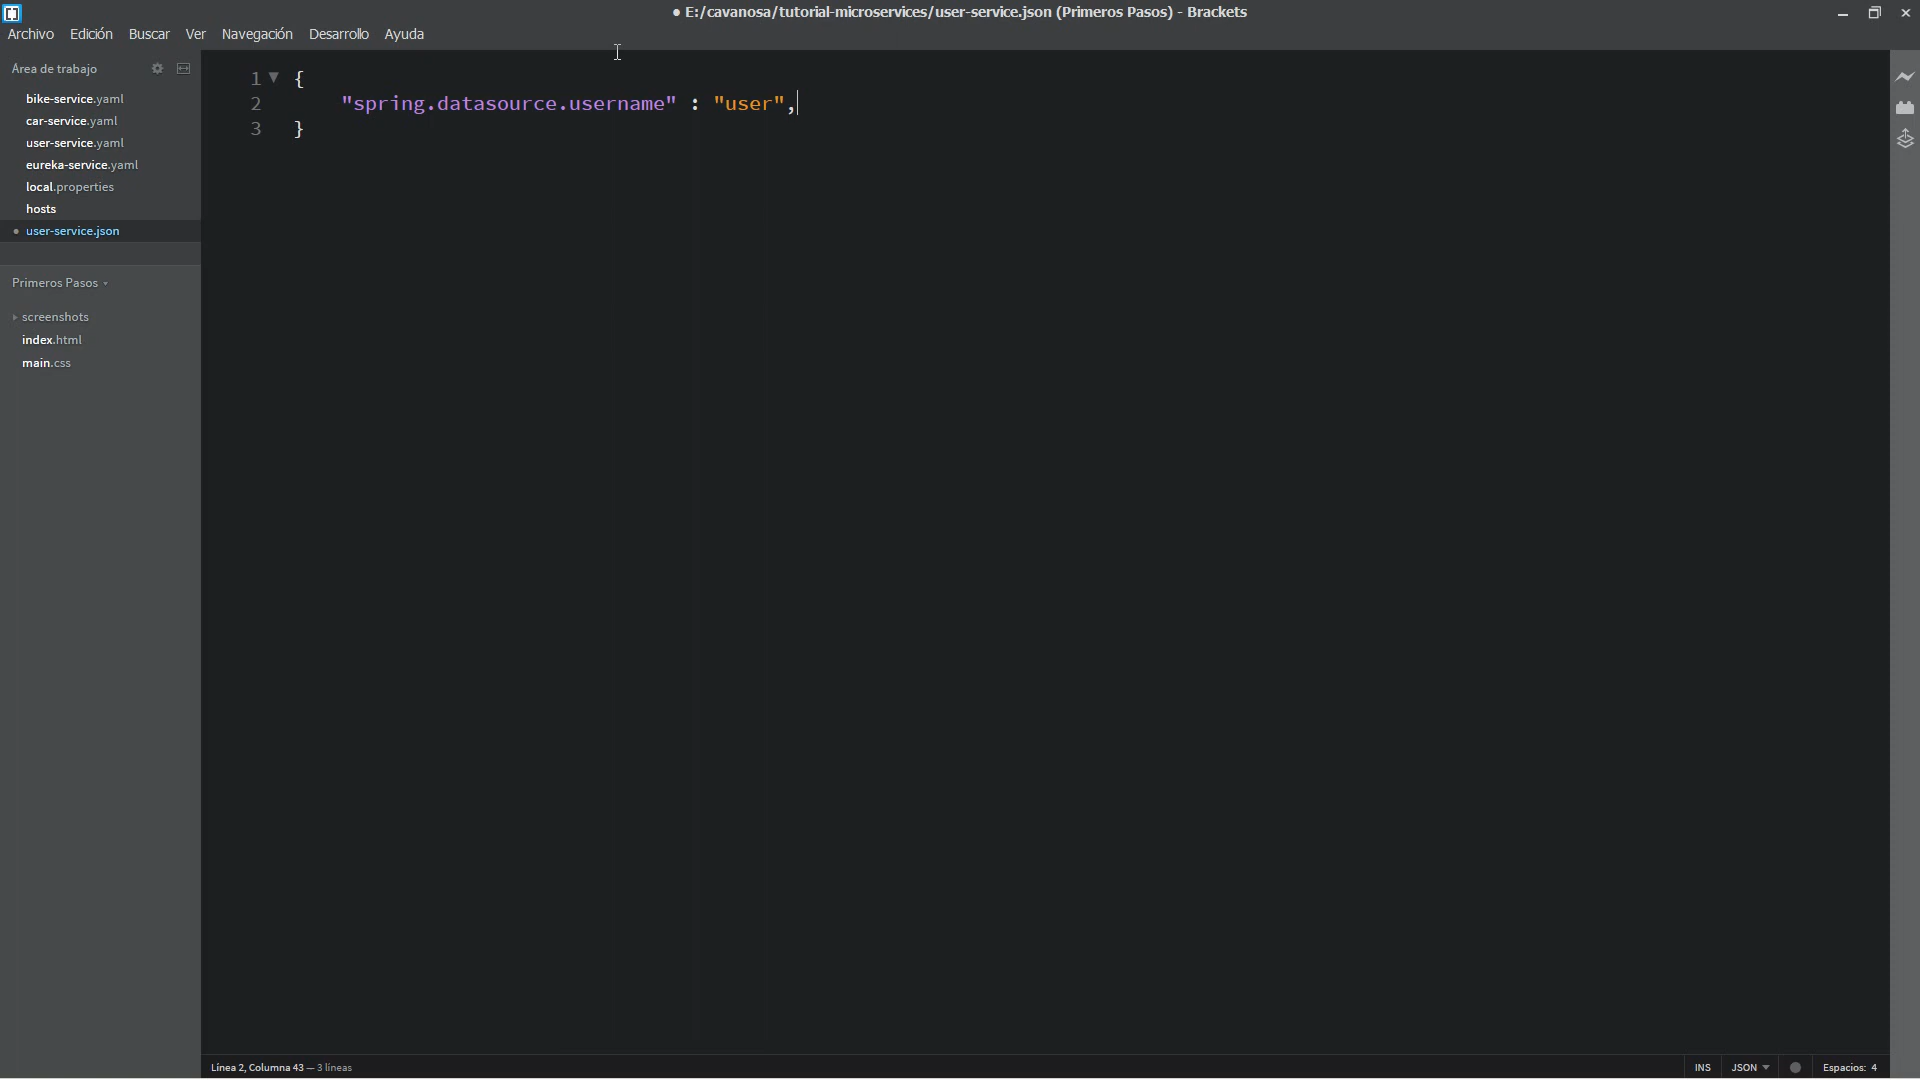 • E:/cavanosa/tutorial-microservices/user-service.json (Primeros Pasos) - Brackets
Archivo Edición Buscar Ver Navegación Desarrollo Ayuda
Área de trabajo
bike-service.yaml
car-service.yaml
user-service.yaml
eureka-service.yaml
local.properties
hosts
• user-service.json
Primeros Pasos
screenshots
index.html
main.css
1 {
2 "spring.datasource.username" : "user",
3 }
Línea 2, Columna 43 — 3 líneas
INS JSON Espacios: 4